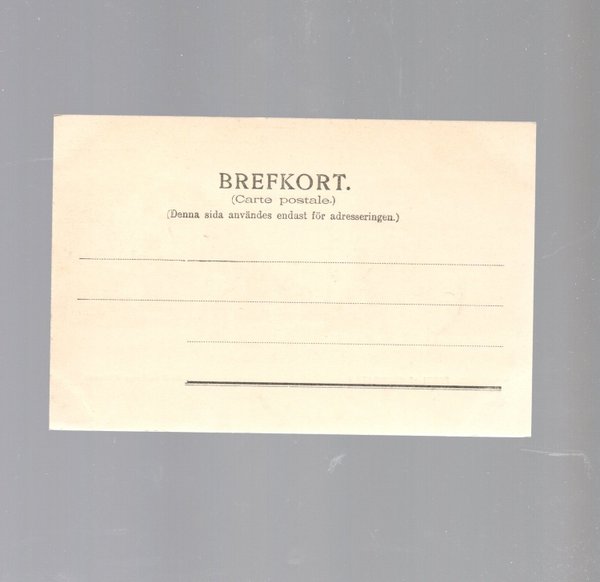 BREFKORT.
(Carte postale.)
(Denna sida användes endast för adresseringen.)